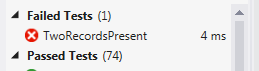 Failed Tests (1)
TwoRecordsPresent 4 ms
Passed Tests (74)